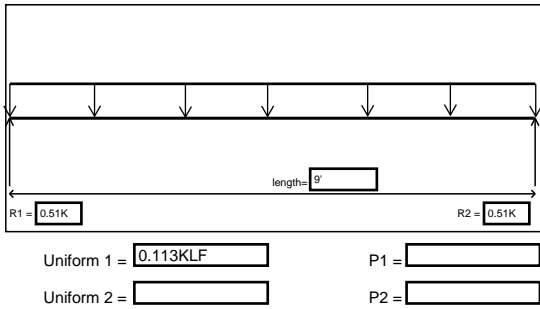 length= 9'
R1 = 0.51K R2 = 0.51K
Uniform 1 = 0.113KLF P1 =
Uniform 2 = P2 =